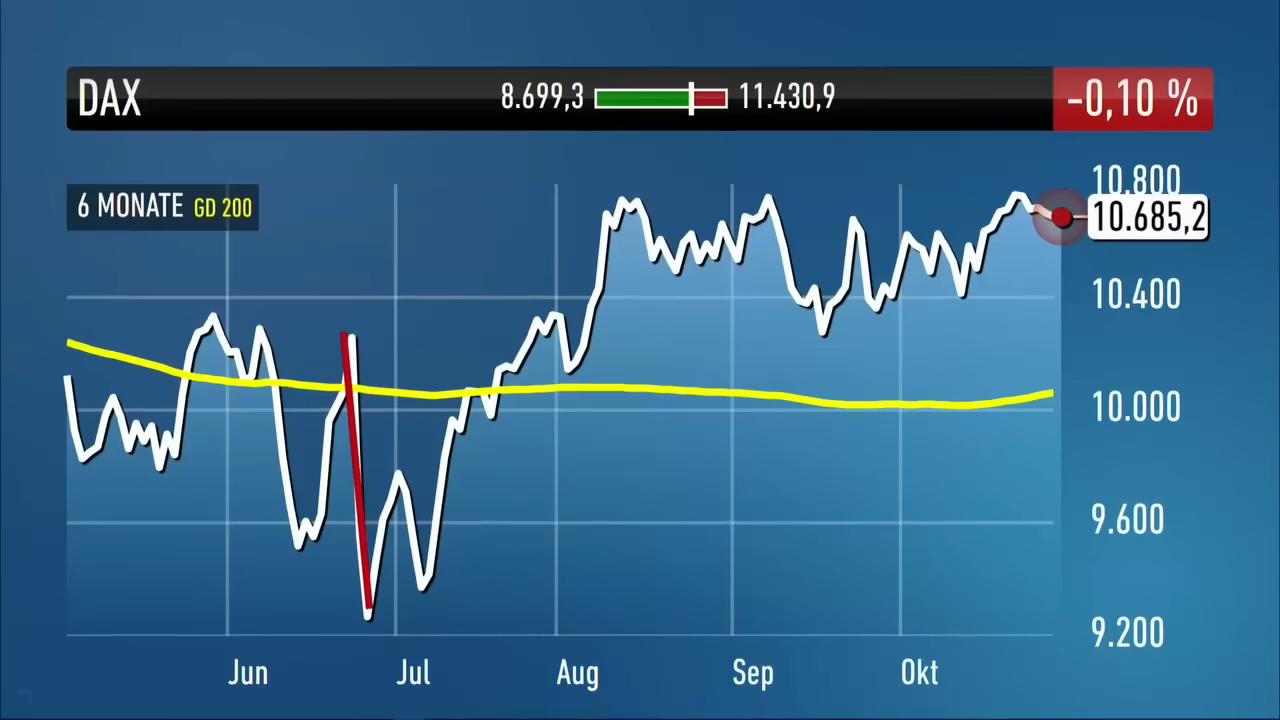 DAX 8.699,3 11.430,9 -0,10 %
6 MONATE GD 200
10.800
10.685,2
10.400
10.000
9.600
9.200
Jun Jul Aug Sep Okt